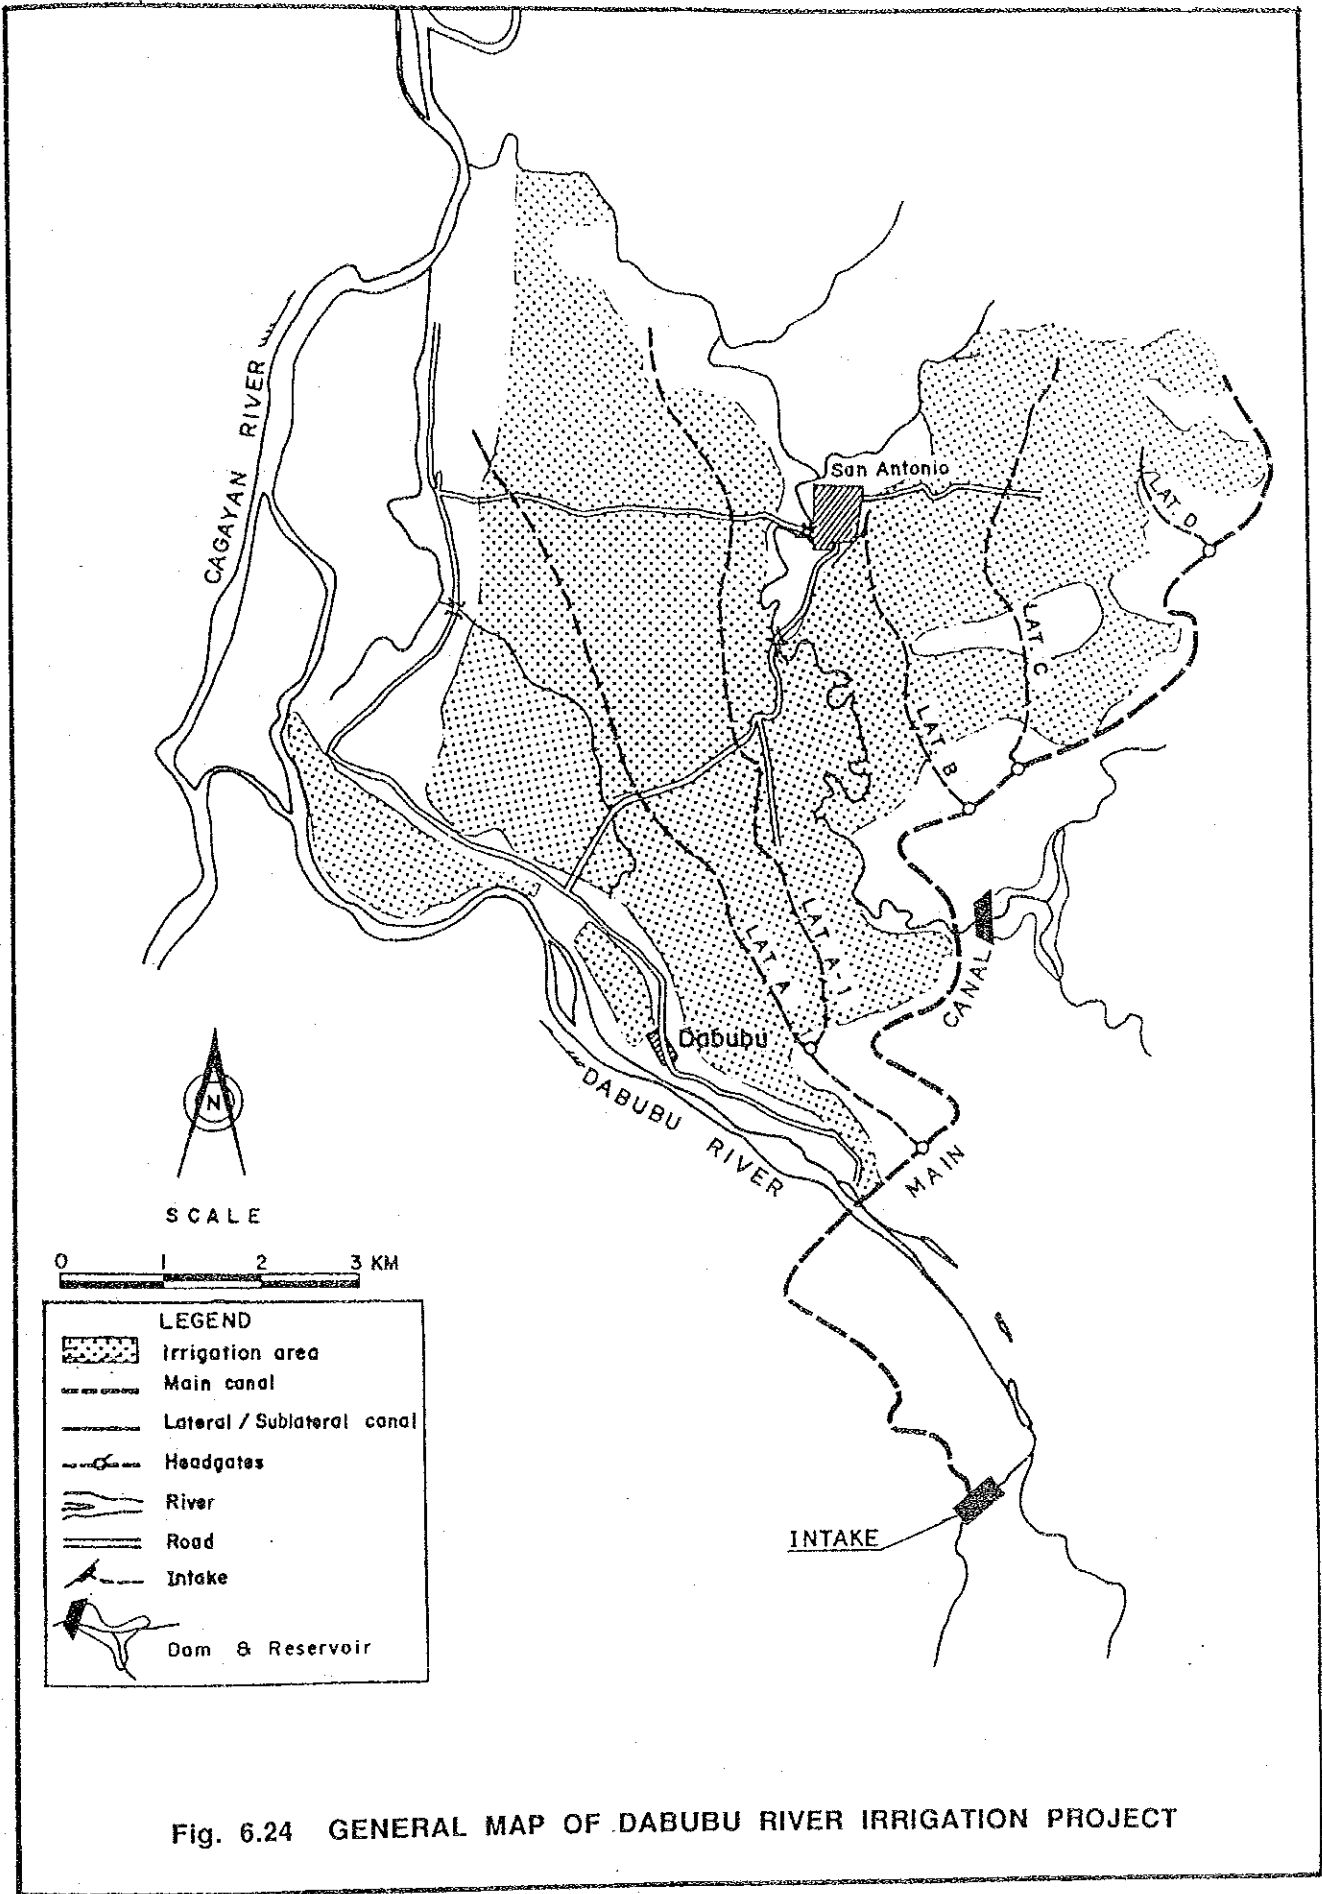 CAGAYAN RIVER
San Antonio
LAT D
LAT C
LAT B
LAT A-1
LAT A
CANAL
Dabubu
DABUBU RIVER
MAIN
N
SCALE
0 1 2 3 KM
LEGEND
Irrigation area
Main canal
Lateral / Sublateral canal
Headgates
River
Road
Intake
Dam & Reservoir
INTAKE
Fig. 6.24 GENERAL MAP OF DABUBU RIVER IRRIGATION PROJECT